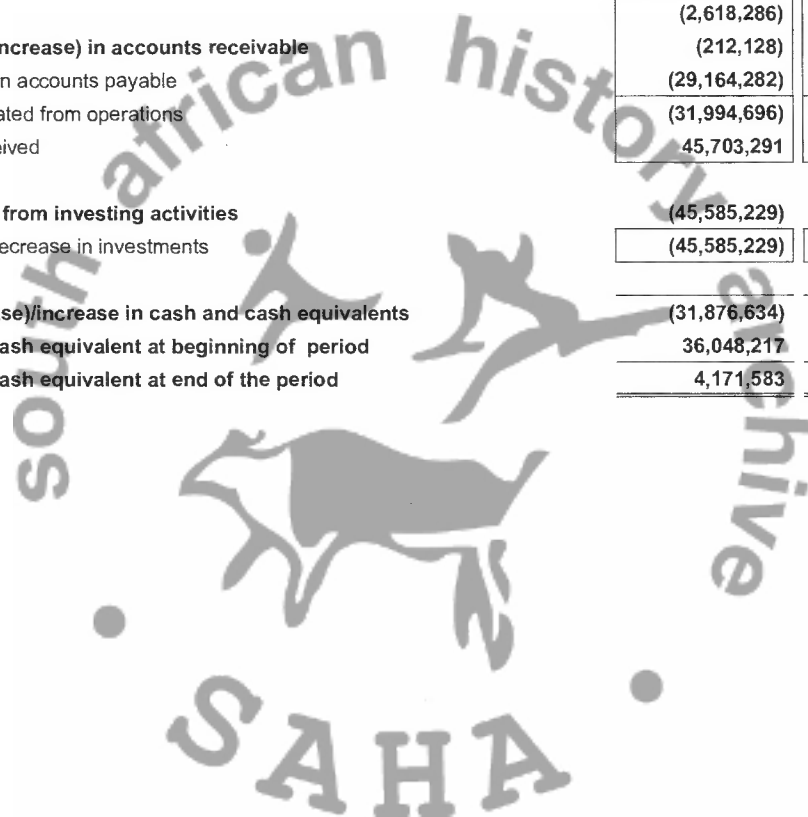 (2,618,286)
ncrease) in accounts receivable (212,128)
n accounts payable (29,164,282)
ated from operations (31,994,696)
eived 45,703,291
from investing activities (45,585,229)
ecrease in investments (45,585,229)
se)/increase in cash and cash equivalents (31,876,634)
ash equivalent at beginning of period 36,048,217
ash equivalent at end of the period 4,171,583
south african history archive
SAHA